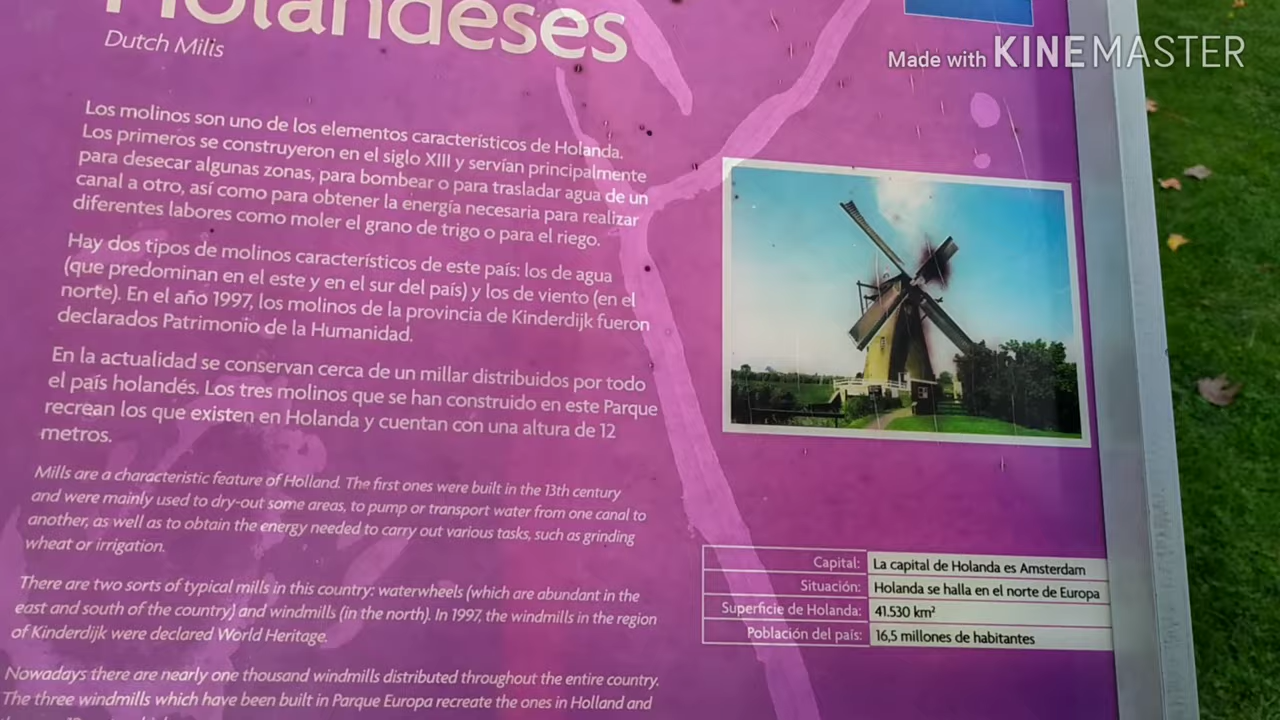 Holandeses
Dutch Milis
Made with KINEMASTER
Los molinos son uno de los elementos característicos de Holanda.
Los primeros se construyeron en el siglo XIII y servían principalmente
para desecar algunas zonas, para bombear o para trasladar agua de un
canal a otro, así como para obtener la energía necesaria para realizar
diferentes labores como moler el grano de trigo o para el riego.
Hay dos tipos de molinos característicos de este país: los de agua
(que predominan en el este y en el sur del país) y los de viento (en el
norte). En el año 1997, los molinos de la provincia de Kinderdijk fueron
declarados Patrimonio de la Humanidad.
En la actualidad se conservan cerca de un millar distribuidos por todo
el país holandés. Los tres molinos que se han construido en este Parque
recrean los que existen en Holanda y cuentan con una altura de 12
metros.
Mills are a characteristic feature of Holland. The first ones were built in the 13th century
and were mainly used to dry-out some areas, to pump or transport water from one canal to
another, as well as to obtain the energy needed to carry out various tasks, such as grinding
wheat or irrigation.
There are two sorts of typical mills in this country: waterwheels (which are abundant in the
east and south of the country) and windmills (in the north). In 1997, the windmills in the region
of Kinderdijk were declared World Heritage.
Nowadays there are nearly one thousand windmills distributed throughout the entire country.
The three windmills which have been built in Parque Europa recreate the ones in Holland and
Capital: La capital de Holanda es Amsterdam
Situación: Holanda se halla en el norte de Europa
Superficie de Holanda: 41.530 km²
Población del país: 16,5 millones de habitantes